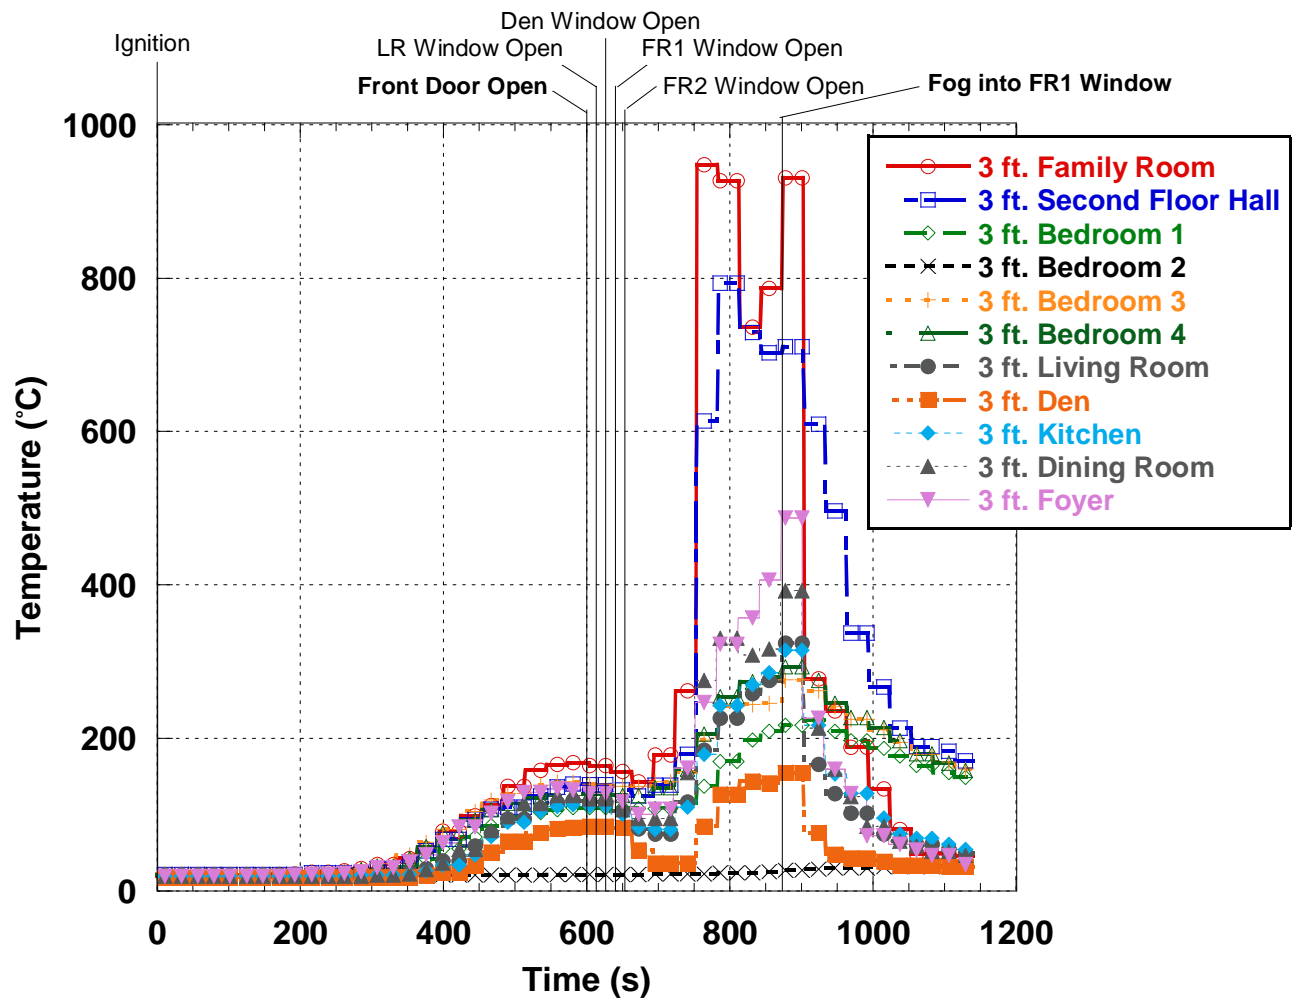 Den Window Open
Ignition
LR Window Open
FR1 Window Open
Front Door Open
FR2 Window Open
Fog into FR1 Window
1000
800
600
400
200
0
Temperature (°C)
3 ft. Family Room
3 ft. Second Floor Hall
3 ft. Bedroom 1
3 ft. Bedroom 2
3 ft. Bedroom 3
3 ft. Bedroom 4
3 ft. Living Room
3 ft. Den
3 ft. Kitchen
3 ft. Dining Room
3 ft. Foyer
0 200 400 600 800 1000 1200
Time (s)